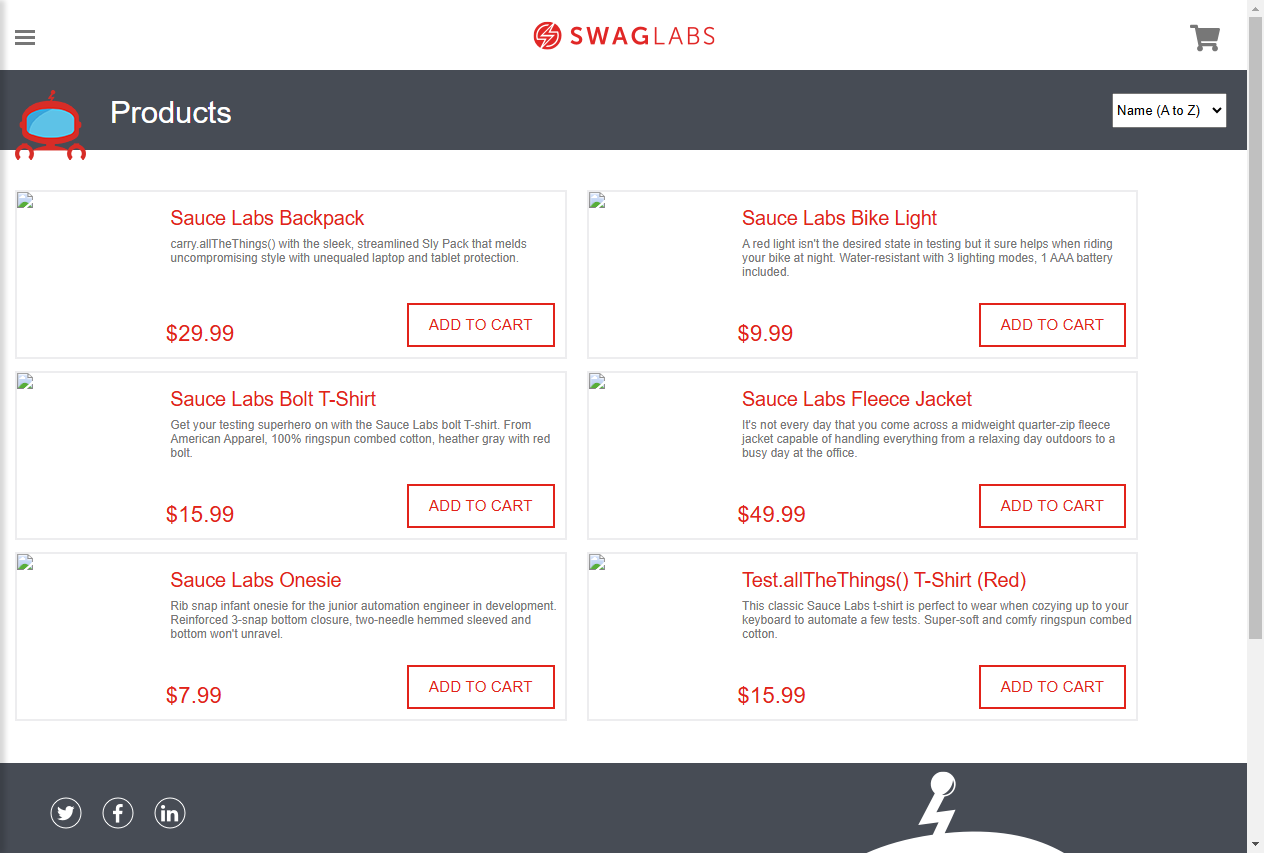 SWAGLABS
Products
Name (A to Z)
Sauce Labs Backpack
carry.allTheThings() with the sleek, streamlined Sly Pack that melds
uncompromising style with unequaled laptop and tablet protection.
$29.99
ADD TO CART
Sauce Labs Bike Light
A red light isn't the desired state in testing but it sure helps when riding
your bike at night. Water-resistant with 3 lighting modes, 1 AAA battery
included.
$9.99
ADD TO CART
Sauce Labs Bolt T-Shirt
Get your testing superhero on with the Sauce Labs bolt T-shirt. From
American Apparel, 100% ringspun combed cotton, heather gray with red
bolt.
$15.99
ADD TO CART
Sauce Labs Fleece Jacket
It's not every day that you come across a midweight quarter-zip fleece
jacket capable of handling everything from a relaxing day outdoors to a
busy day at the office.
$49.99
ADD TO CART
Sauce Labs Onesie
Rib snap infant onesie for the junior automation engineer in development.
Reinforced 3-snap bottom closure, two-needle hemmed sleeved and
bottom won't unravel.
$7.99
ADD TO CART
Test.allTheThings() T-Shirt (Red)
This classic Sauce Labs t-shirt is perfect to wear when cozying up to your
keyboard to automate a few tests. Super-soft and comfy ringspun combed
cotton.
$15.99
ADD TO CART